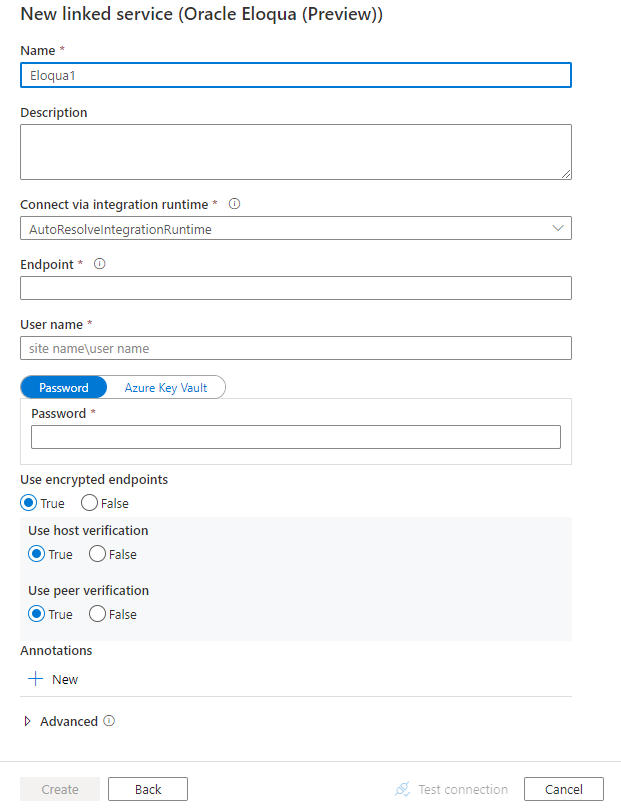 New linked service (Oracle Eloqua (Preview))
Name *
Eloqua1
Description
Connect via integration runtime *
AutoResolveIntegrationRuntime
Endpoint *
User name *
site name\user name
Password Azure Key Vault
Password *
Use encrypted endpoints
True False
Use host verification
True False
Use peer verification
True False
Annotations
New
Advanced
Create Back Test connection Cancel